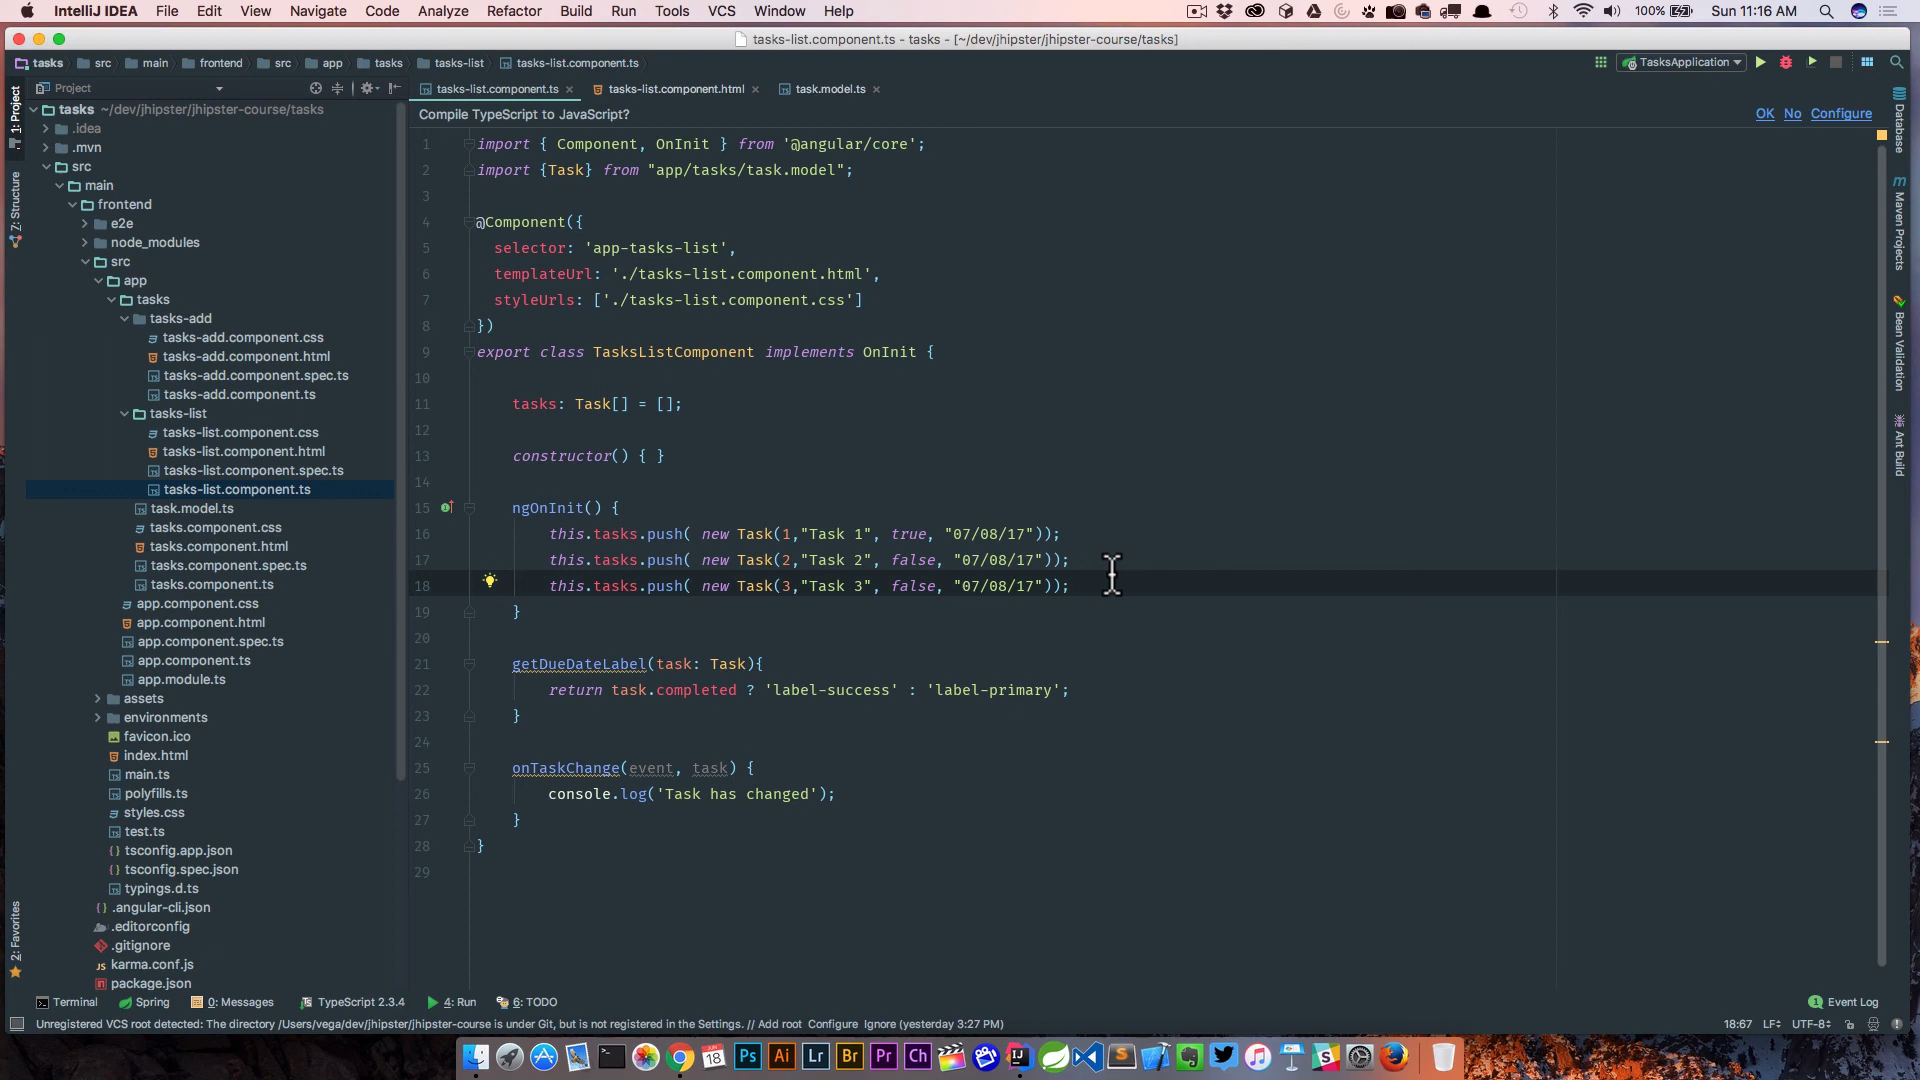 IntelliJ IDEA File Edit View Navigate Code Analyze Refactor Build Run Tools VCS Window Help 100% Sun 11:16 AM
tasks-list.component.ts - tasks - [~/dev/jhipster/jhipster-course/tasks]
tasks src main frontend src app tasks tasks-list tasks-list.component.ts TasksApplication
Project tasks-list.component.ts tasks-list.component.html task.model.ts
Compile TypeScript to JavaScript? OK No Configure
1: Project
Z: Structure
2: Favorites
tasks ~/dev/jhipster/jhipster-course/tasks
.idea
.mvn
src
main
frontend
e2e
node_modules
src
app
tasks
tasks-add
tasks-add.component.css
tasks-add.component.html
tasks-add.component.spec.ts
tasks-add.component.ts
tasks-list
tasks-list.component.css
tasks-list.component.html
tasks-list.component.spec.ts
tasks-list.component.ts
task.model.ts
tasks.component.css
tasks.component.html
tasks.component.spec.ts
tasks.component.ts
app.component.css
app.component.html
app.component.spec.ts
app.component.ts
app.module.ts
assets
environments
favicon.ico
index.html
main.ts
polyfills.ts
styles.css
test.ts
tsconfig.app.json
tsconfig.spec.json
typings.d.ts
.angular-cli.json
.editorconfig
.gitignore
karma.conf.js
package.json
1 import { Component, OnInit } from '@angular/core';
2 import {Task} from "app/tasks/task.model";
3
4 @Component({
5 selector: 'app-tasks-list',
6 templateUrl: './tasks-list.component.html',
7 styleUrls: ['./tasks-list.component.css']
8 })
9 export class TasksListComponent implements OnInit {
10
11 tasks: Task[] = [];
12
13 constructor() { }
14
15 ngOnInit() {
16 this.tasks.push( new Task(1,"Task 1", true, "07/08/17"));
17 this.tasks.push( new Task(2,"Task 2", false, "07/08/17"));
18 this.tasks.push( new Task(3,"Task 3", false, "07/08/17"));
19 }
20
21 getDueDateLabel(task: Task){
22 return task.completed ? 'label-success' : 'label-primary';
23 }
24
25 onTaskChange(event, task) {
26 console.log('Task has changed');
27 }
28 }
29
Database
Maven Projects
Bean Validation
Ant Build
Terminal Spring 0: Messages TypeScript 2.3.4 4: Run 6: TODO 1 Event Log
Unregistered VCS root detected: The directory /Users/vega/dev/jhipster/jhipster-course is under Git, but is not registered in the Settings. // Add root Configure Ignore (yesterday 3:27 PM) 18:67 LF UTF-8
18 Ps Ai Lr Br Pr Ch IJ S